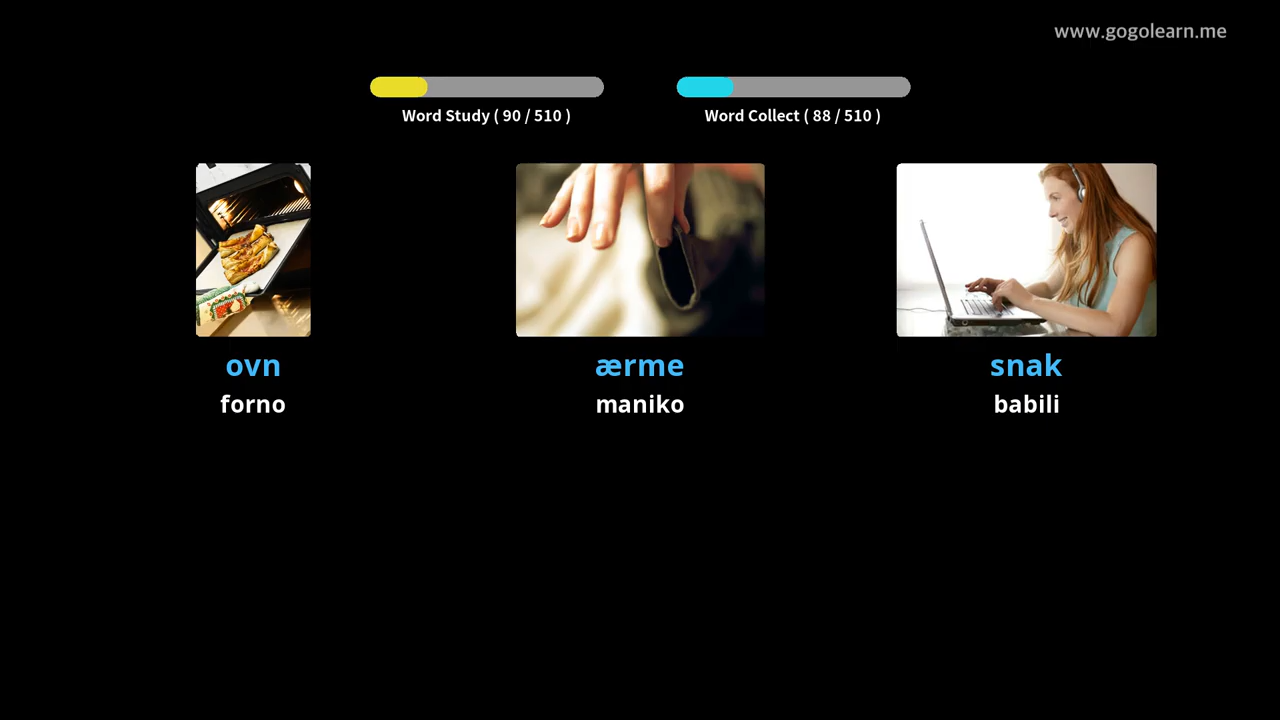 www.gogolearn.me
Word Study ( 90 / 510 )
Word Collect ( 88 / 510 )
ovn
ærme
snak
forno
maniko
babili